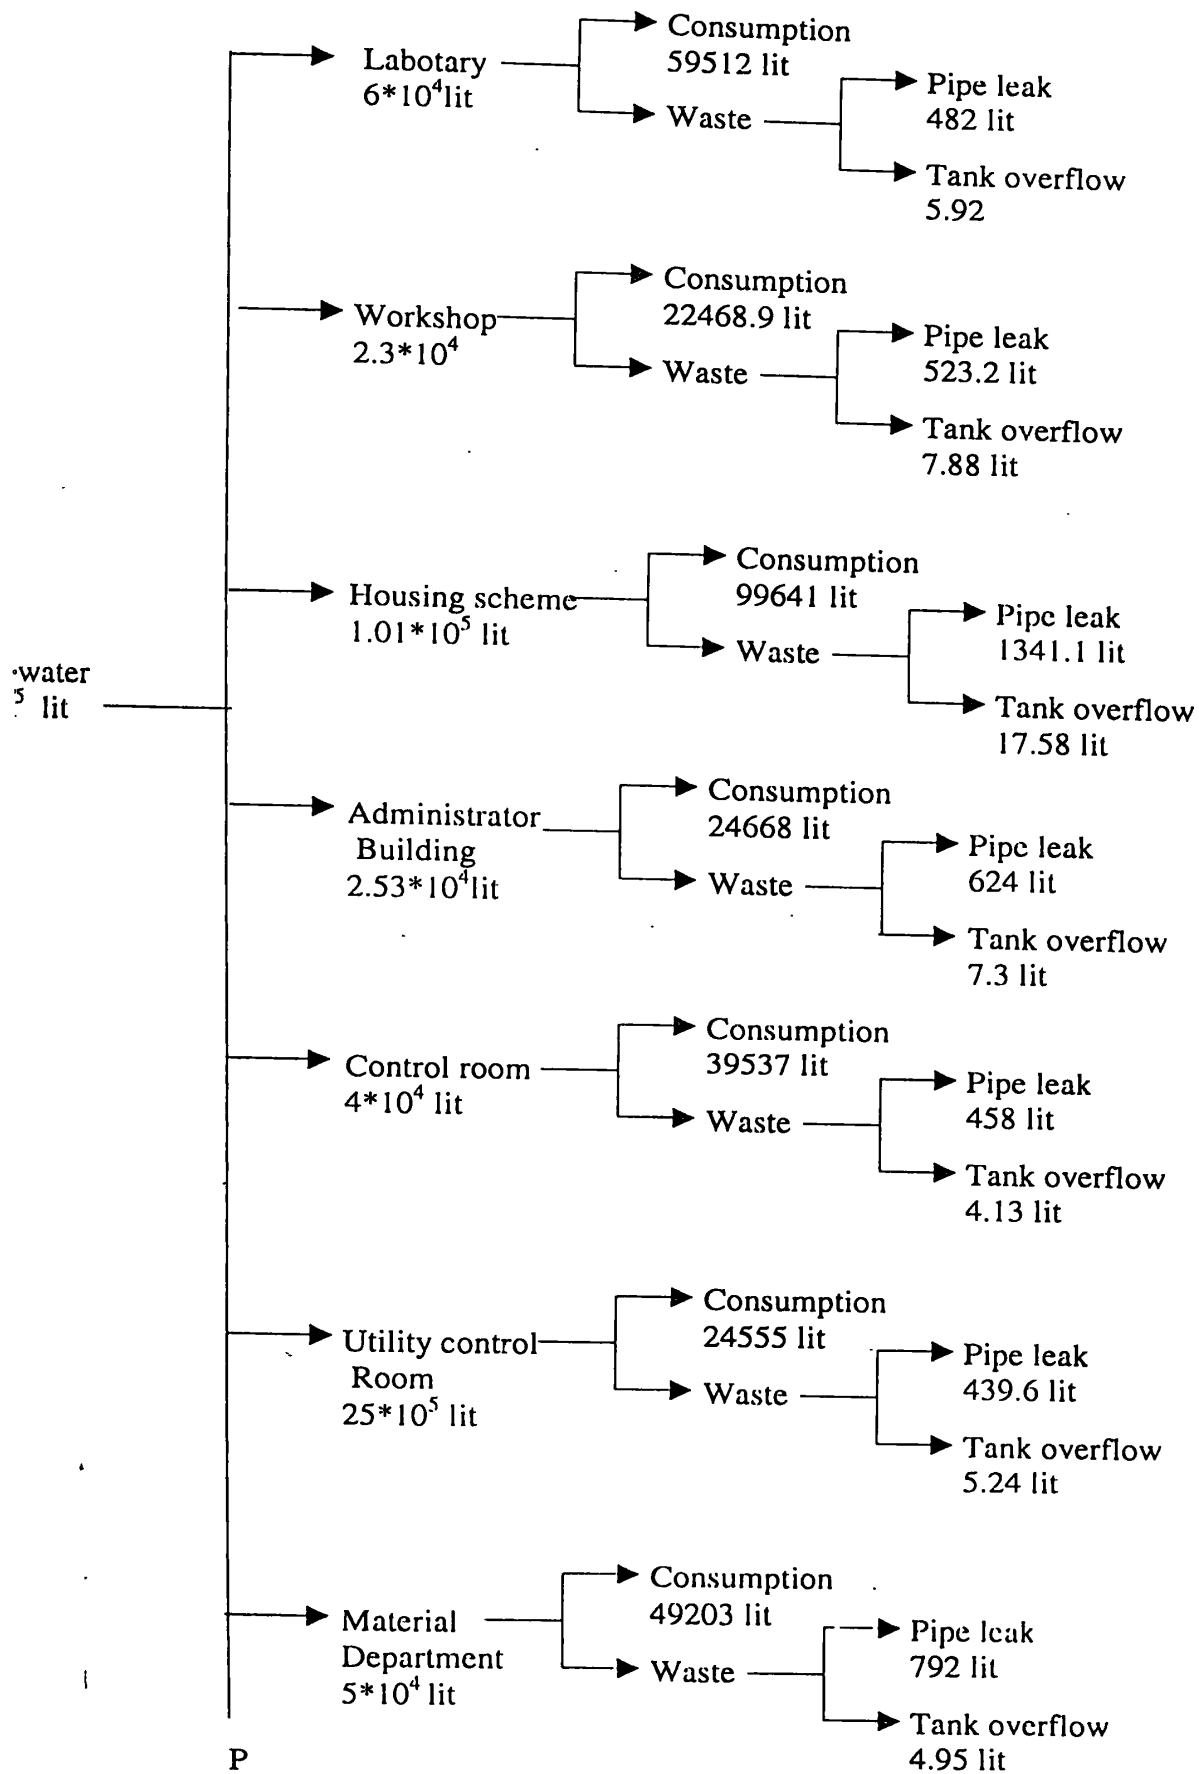 Consumption
59512 lit
Labotary
6*10⁴lit
Waste
Pipe leak
482 lit
Tank overflow
5.92
Workshop
2.3*10⁴
Consumption
22468.9 lit
Waste
Pipe leak
523.2 lit
Tank overflow
7.88 lit
Housing scheme
1.01*10⁵ lit
Consumption
99641 lit
Waste
Pipe leak
1341.1 lit
Tank overflow
17.58 lit
water
⁵ lit
Administrator
Building
2.53*10⁴lit
Consumption
24668 lit
Waste
Pipe leak
624 lit
Tank overflow
7.3 lit
Control room
4*10⁴ lit
Consumption
39537 lit
Waste
Pipe leak
458 lit
Tank overflow
4.13 lit
Utility control
Room
25*10⁵ lit
Consumption
24555 lit
Waste
Pipe leak
439.6 lit
Tank overflow
5.24 lit
Material
Department
5*10⁴ lit
Consumption
49203 lit
Waste
Pipe leak
792 lit
Tank overflow
4.95 lit
P